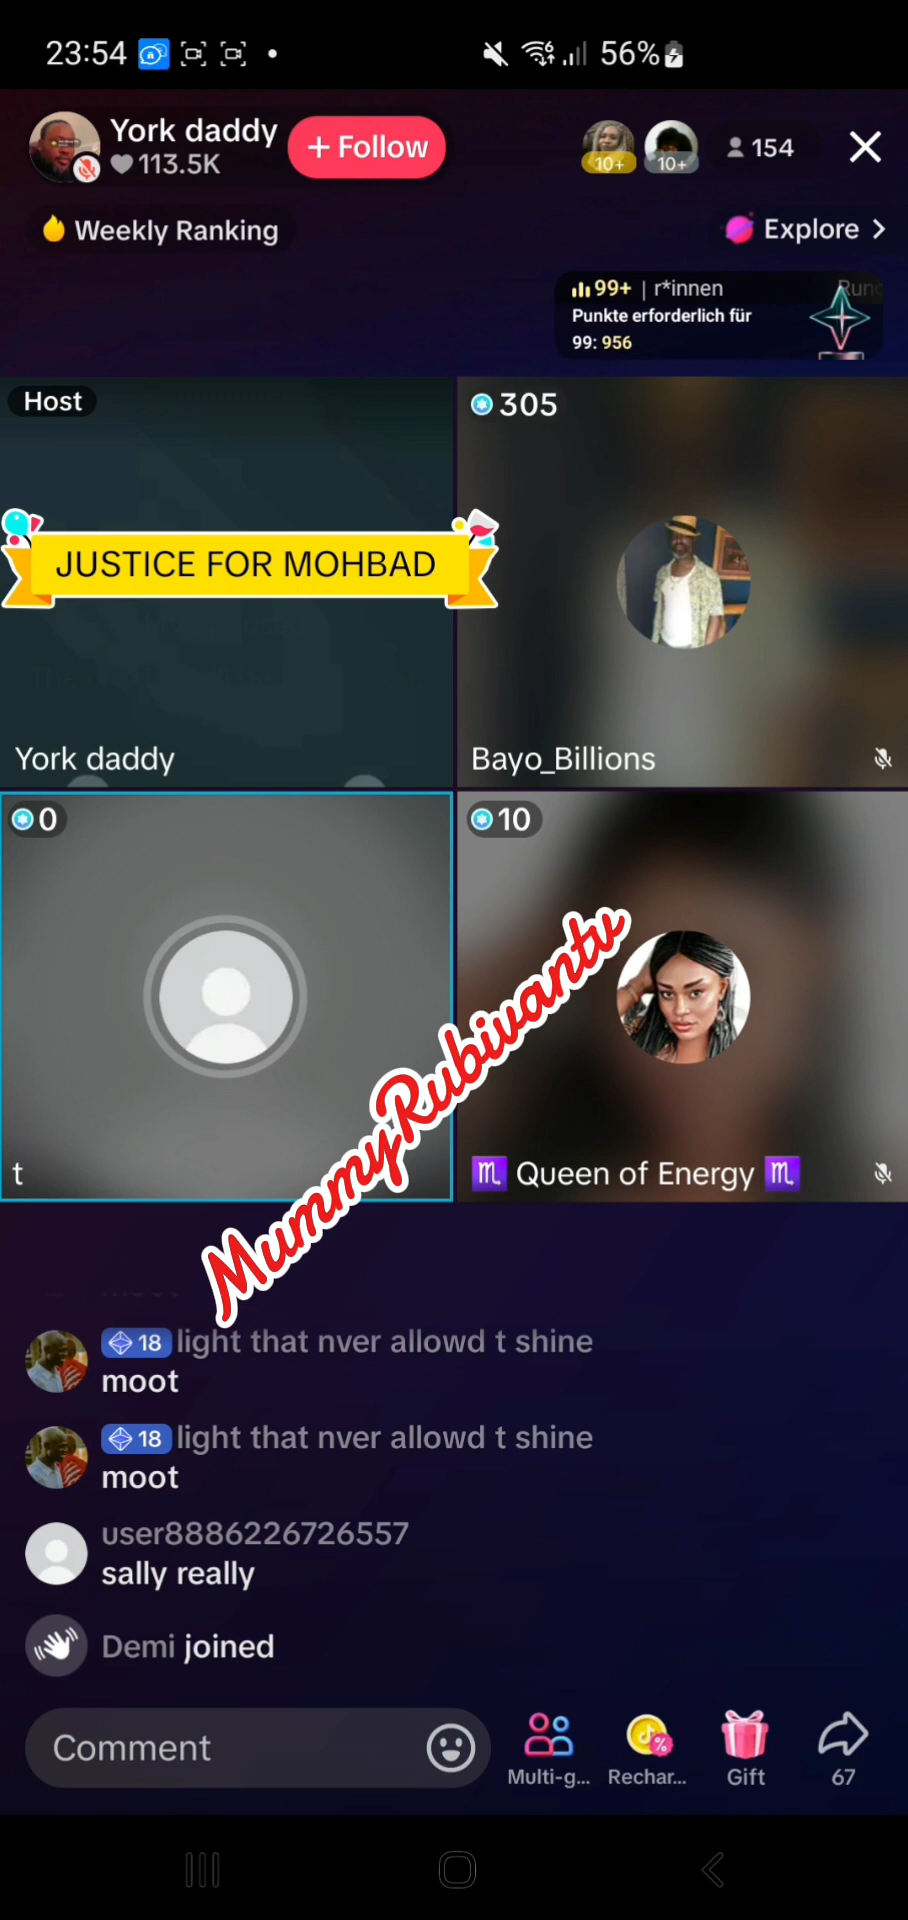 23:54
56%
York daddy
113.5K
+ Follow
10+
10+
154
Weekly Ranking
Explore >
99+ | r*innen
Punkte erforderlich für
99: 956
Host
305
JUSTICE FOR MOHBAD
York daddy
Bayo_Billions
0
10
t
♏ Queen of Energy ♏
MummyRubivantv
18 light that nver allowd t shine
moot
18 light that nver allowd t shine
moot
user8886226726557
sally really
Demi joined
Comment
Multi-g...
Rechar...
Gift
67